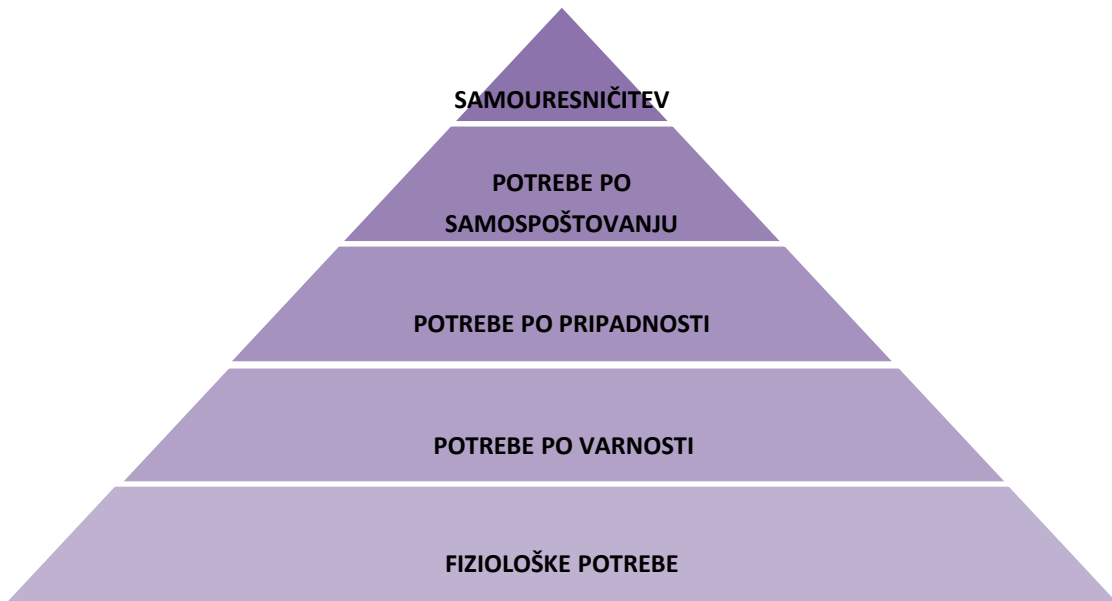 SAMOURESNIČITEV
POTREBE PO
SAMOSPOŠTOVANJU
POTREBE PO PRIPADNOSTI
POTREBE PO VARNOSTI
FIZIOLOŠKE POTREBE